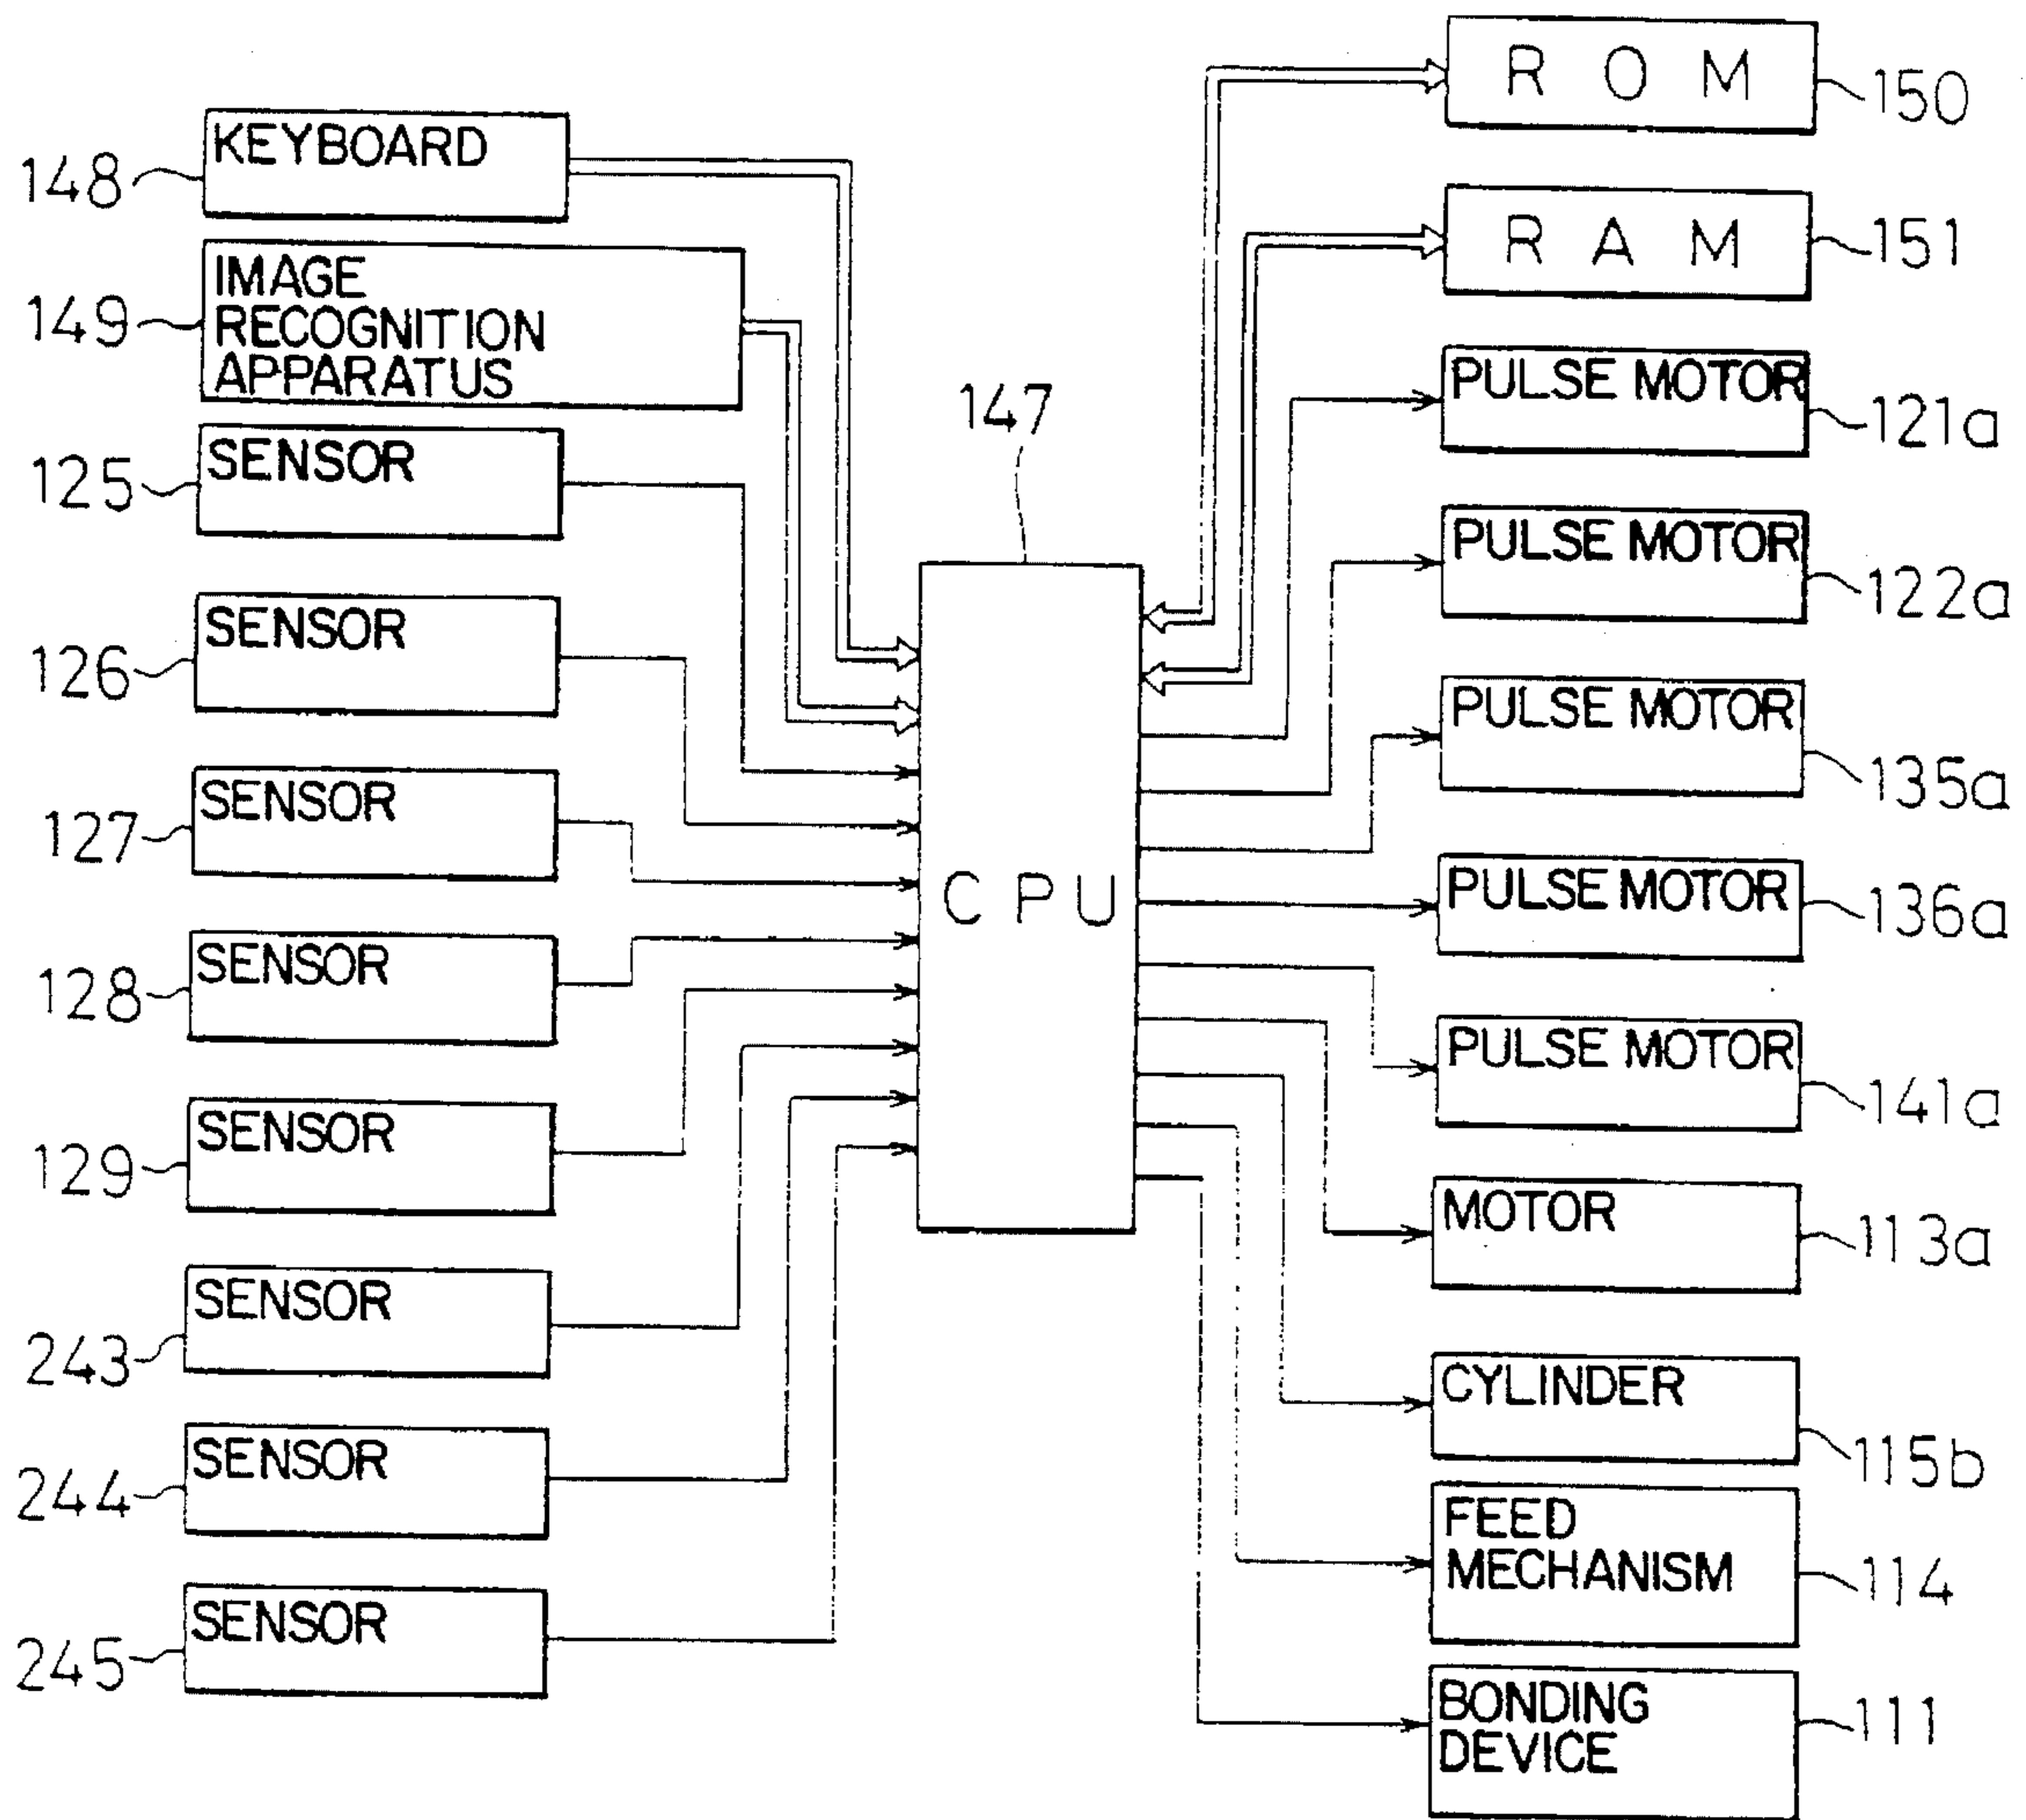 KEYBOARD
148
IMAGE
RECOGNITION
APPARATUS
149
SENSOR
125
SENSOR
126
SENSOR
127
SENSOR
128
SENSOR
129
SENSOR
243
SENSOR
244
SENSOR
245
147
C P U
R O M
150
R A M
151
PULSE MOTOR
121a
PULSE MOTOR
122a
PULSE MOTOR
135a
PULSE MOTOR
136a
PULSE MOTOR
141a
MOTOR
113a
CYLINDER
115b
FEED
MECHANISM
114
BONDING
DEVICE
111